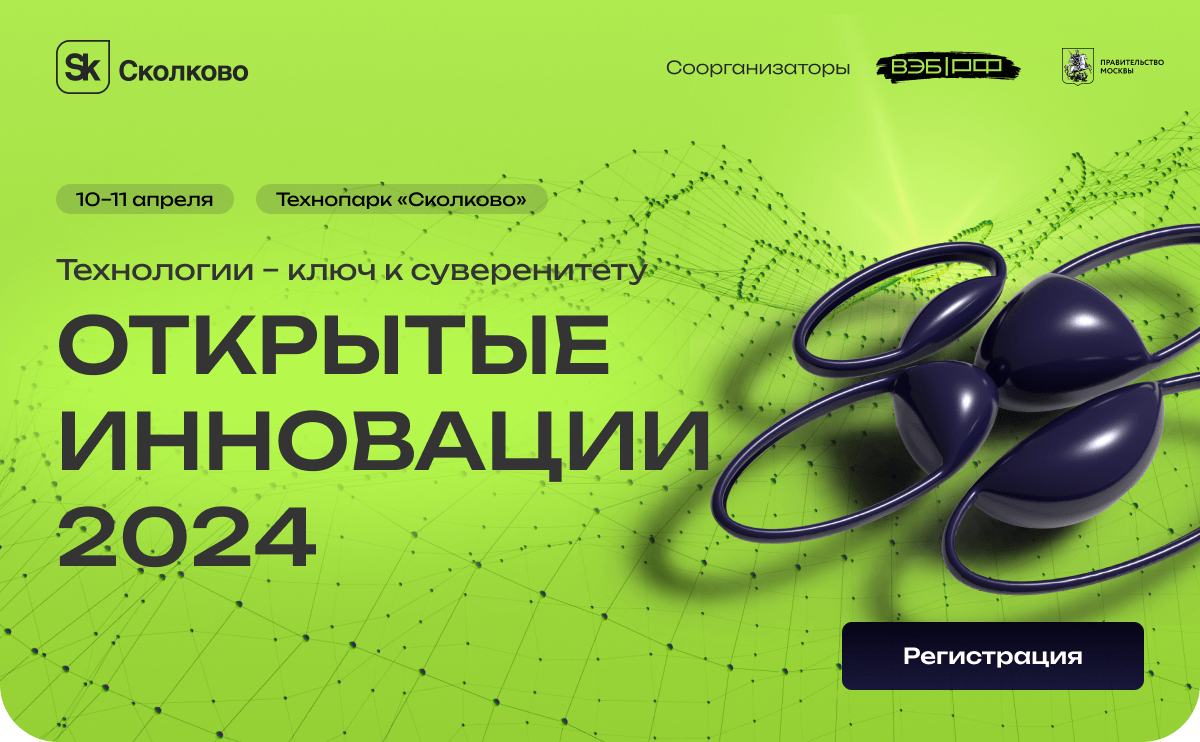 Sk Сколково
Соорганизаторы
ВЭБ|РФ
ПРАВИТЕЛЬСТВО
МОСКВЫ
10–11 апреля
Технопарк «Сколково»
Технологии – ключ к суверенитету
ОТКРЫТЫЕ
ИННОВАЦИИ
2024
Регистрация